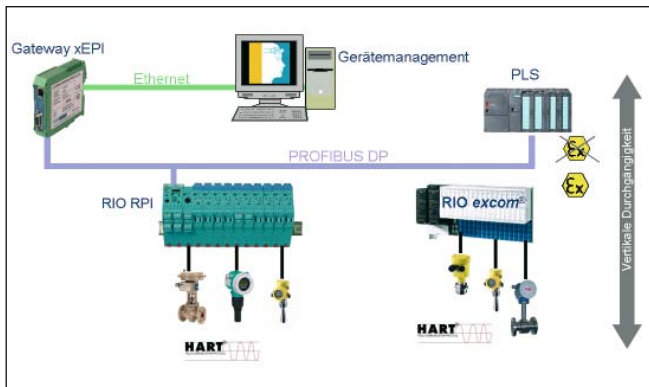 Gateway xEPI
Ethernet
Gerätemanagement
PLS
PROFIBUS DP
Ex
Ex
RIO RPI
RIO excom®
Vertikale Durchgängigkeit
HART
HART